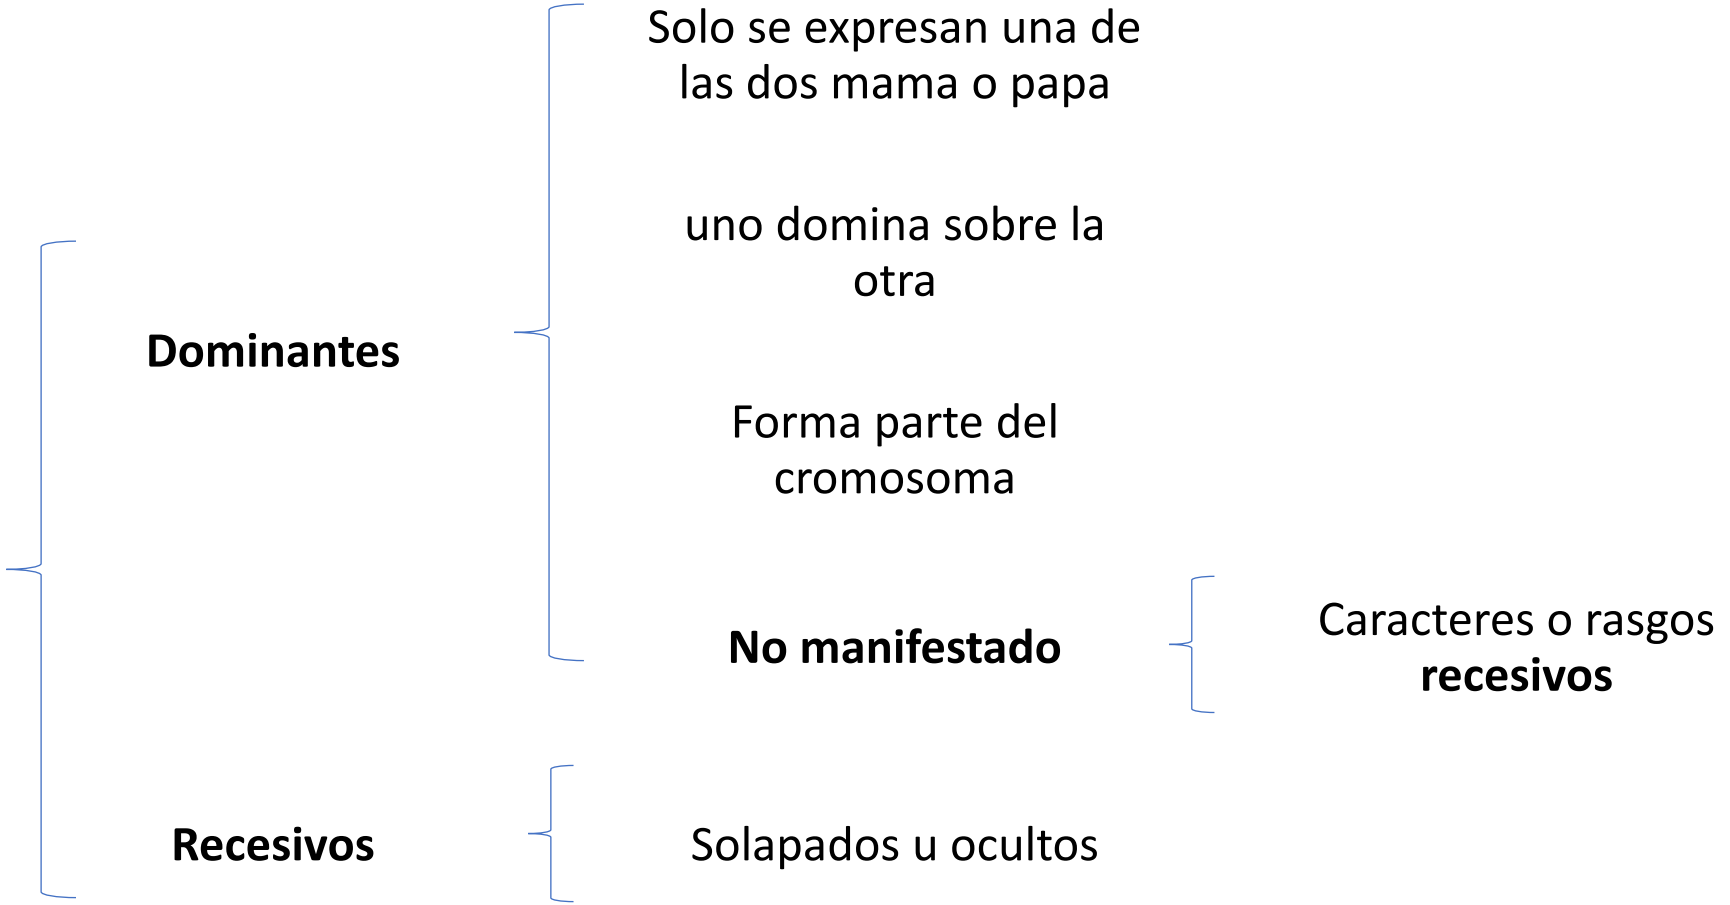 Solo se expresan una de
las dos mama o papa
uno domina sobre la
otra
Dominantes
Forma parte del
cromosoma
No manifestado
Caracteres o rasgos
recesivos
Recesivos
Solapados u ocultos